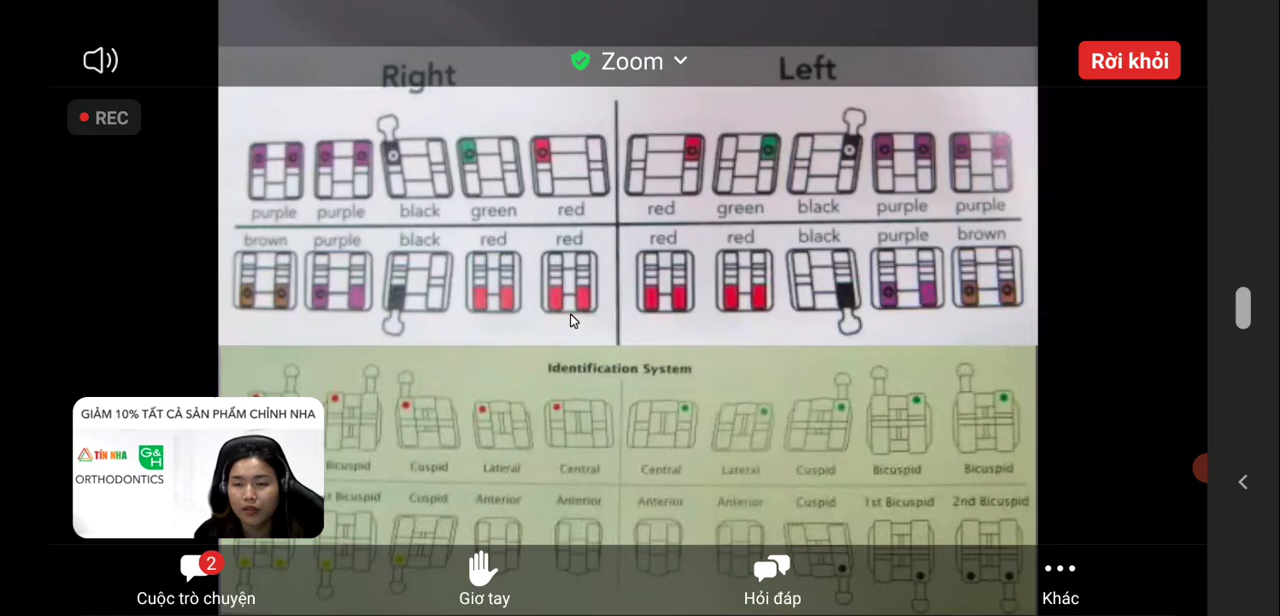 Right
Zoom
Left
Rời khỏi
REC
purple purple black green red red green black purple purple
brown purple black red red red red black purple brown
Identification System
GIẢM 10% TẤT CẢ SẢN PHẨM CHỈNH NHA
TÍN NHA G&H
ORTHODONTICS
Bicuspid Cuspid Lateral Central Central Lateral Cuspid Bicuspid Bicuspid
Bicuspid Cuspid Anterior Anterior Anterior Anterior Cuspid 1st Bicuspid 2nd Bicuspid
2
Cuộc trò chuyện
Giơ tay
Hỏi đáp
Khác